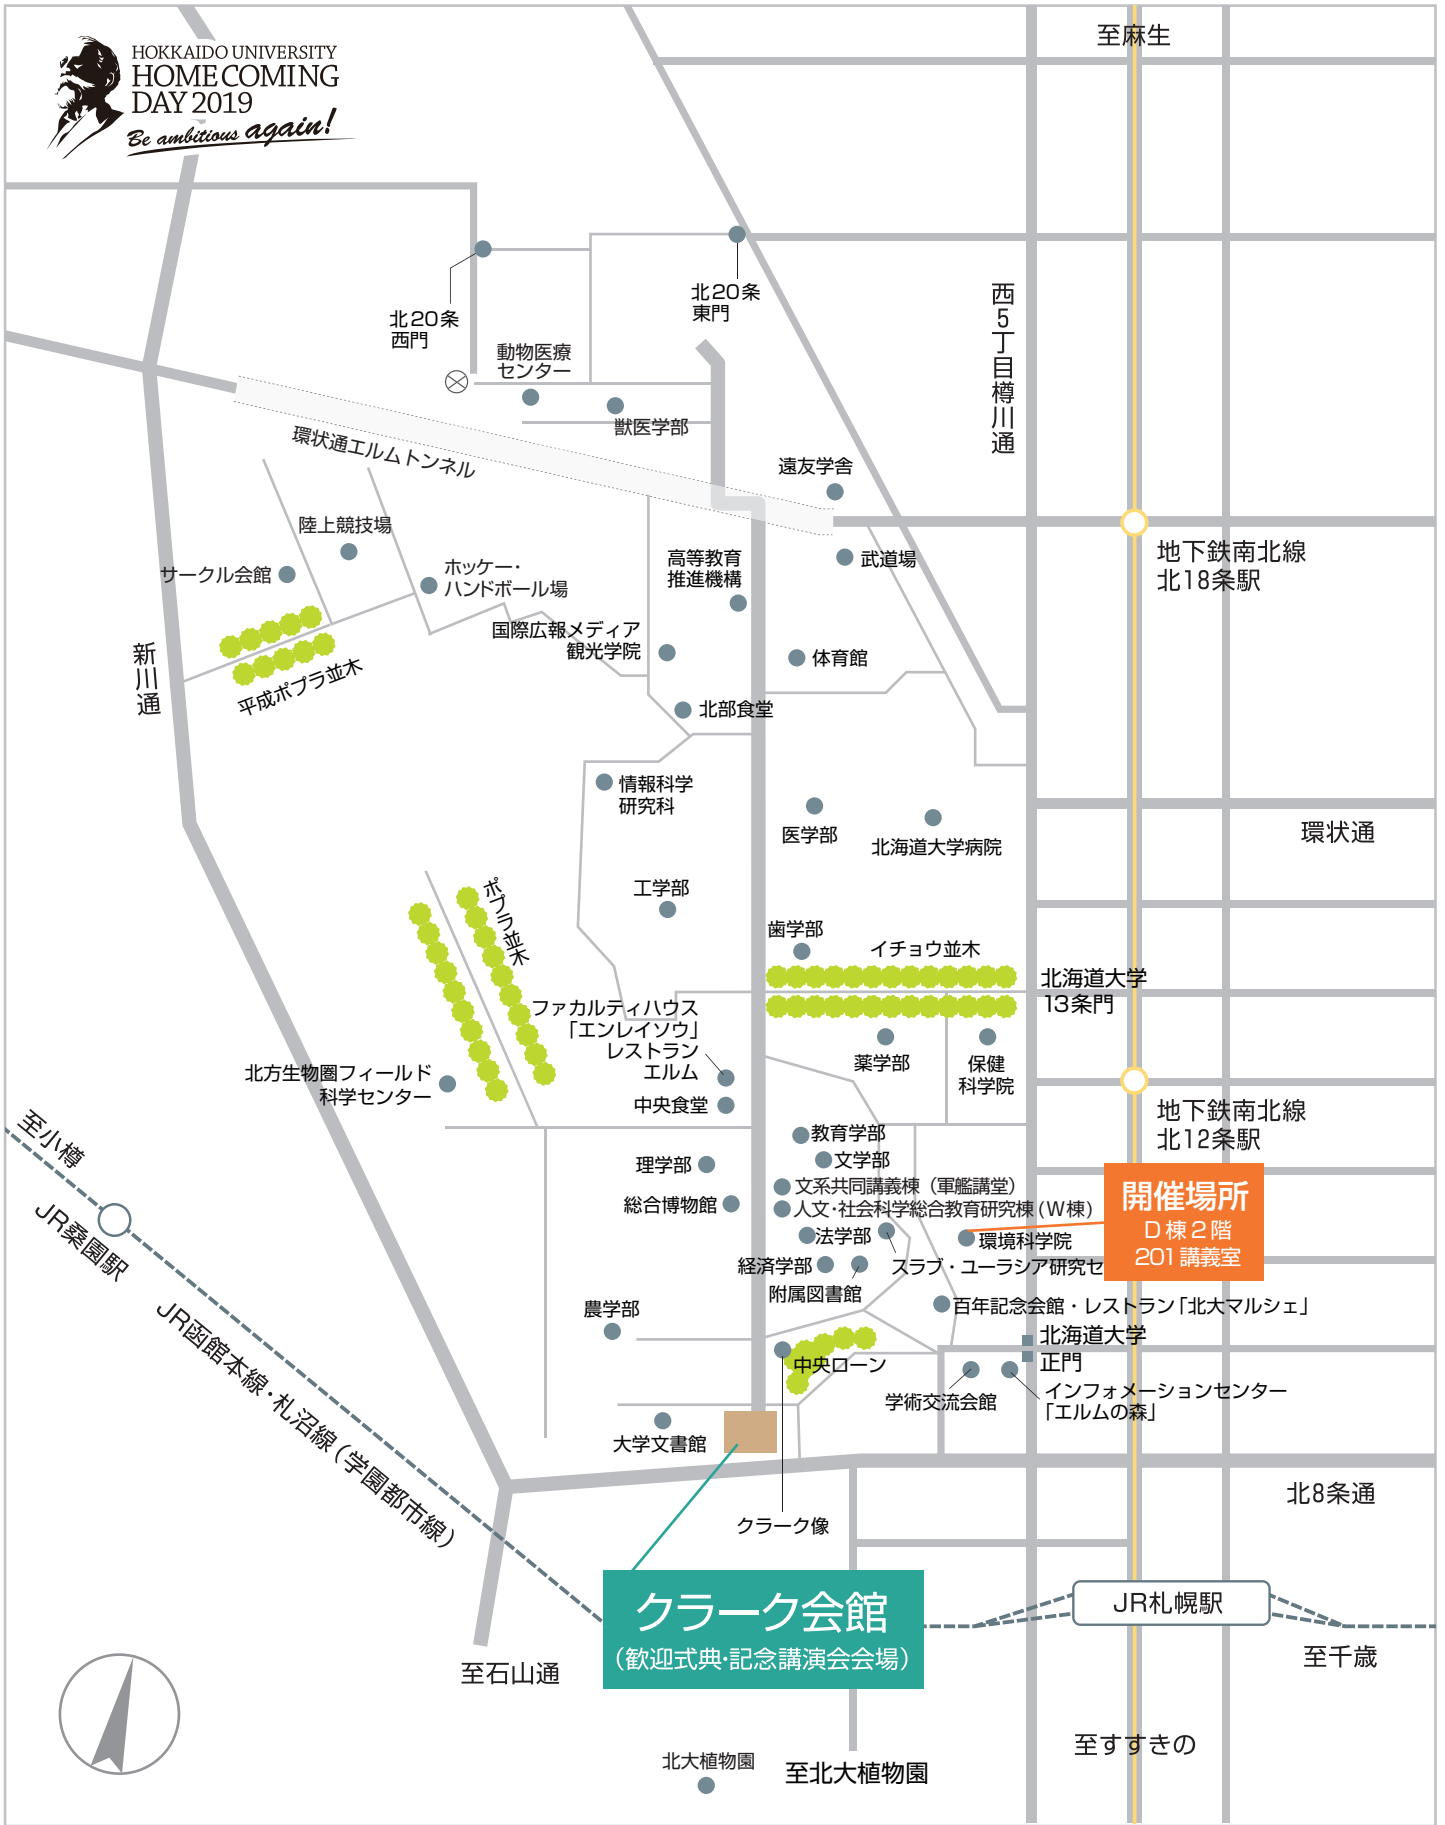 HOKKAIDO UNIVERSITY
HOME COMING
DAY 2019
Be ambitious again!
至麻生
北20条
西門
北20条
東門
西5丁目樽川通
動物医療
センター
獣医学部
環状通エルムトンネル
遠友学舎
陸上競技場
サークル会館
ホッケー・
ハンドボール場
高等教育
推進機構
武道場
地下鉄南北線
北18条駅
国際広報メディア
観光学院
体育館
新川通
平成ポプラ並木
北部食堂
情報科学
研究科
医学部
北海道大学病院
環状通
工学部
ポプラ並木
歯学部
イチョウ並木
北海道大学
13条門
ファカルティハウス
「エンレイソウ」
レストラン
エルム
薬学部
保健
科学院
北方生物圏フィールド
科学センター
中央食堂
地下鉄南北線
北12条駅
至小樽
教育学部
文学部
理学部
文系共同講義棟（軍艦講堂）
総合博物館
人文・社会科学総合教育研究棟(W棟)
開催場所
D棟2階
201講義室
JR桑園駅
法学部
環境科学院
経済学部
スラブ・ユーラシア研究セ
附属図書館
農学部
百年記念会館・レストラン「北大マルシェ」
JR函館本線・札沼線（学園都市線）
中央ローン
北海道大学
正門
学術交流会館
インフォメーションセンター
「エルムの森」
大学文書館
北8条通
クラーク像
クラーク会館
（歓迎式典・記念講演会会場）
JR札幌駅
至石山通
至千歳
至すすきの
北大植物園
至北大植物園